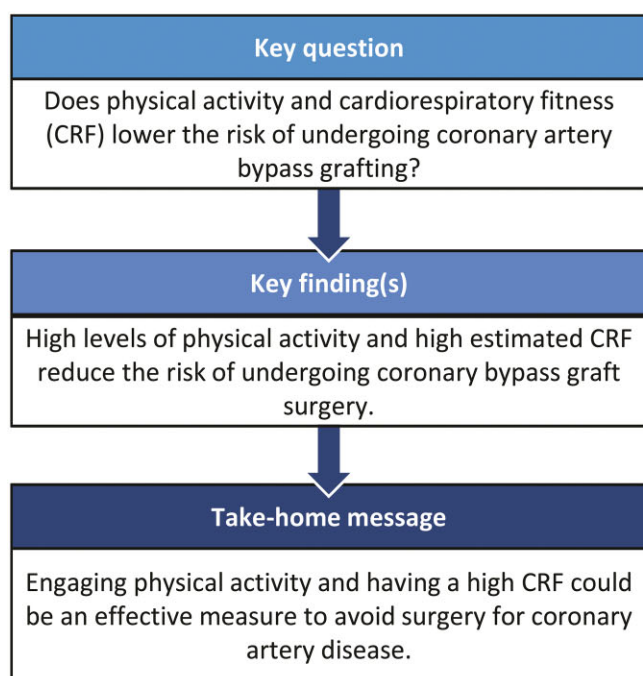 Key question
Does physical activity and cardiorespiratory fitness
(CRF) lower the risk of undergoing coronary artery
bypass grafting?
Key finding(s)
High levels of physical activity and high estimated CRF
reduce the risk of undergoing coronary bypass graft
surgery.
Take-home message
Engaging physical activity and having a high CRF could
be an effective measure to avoid surgery for coronary
artery disease.